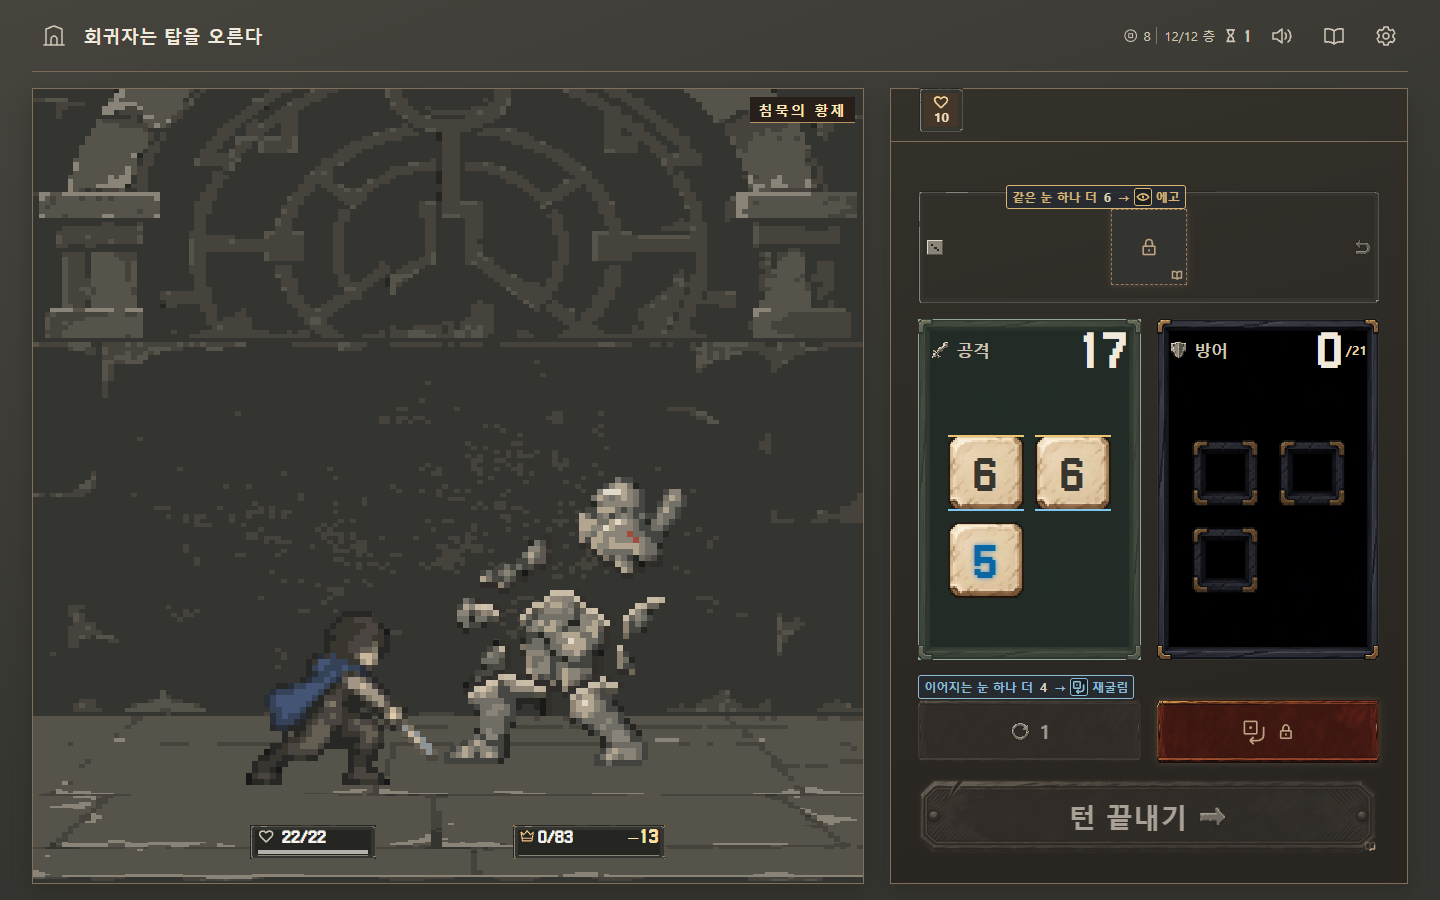 회귀자는 탑을 오른다
8 12/12 층 1
침묵의 황제
10
같은 눈 하나 더 6 → 에고
공격 17
방어 0/21
6 6
5
이어지는 눈 하나 더 4 → 재굴림
1
턴 끝내기
22/22
0/83 –13